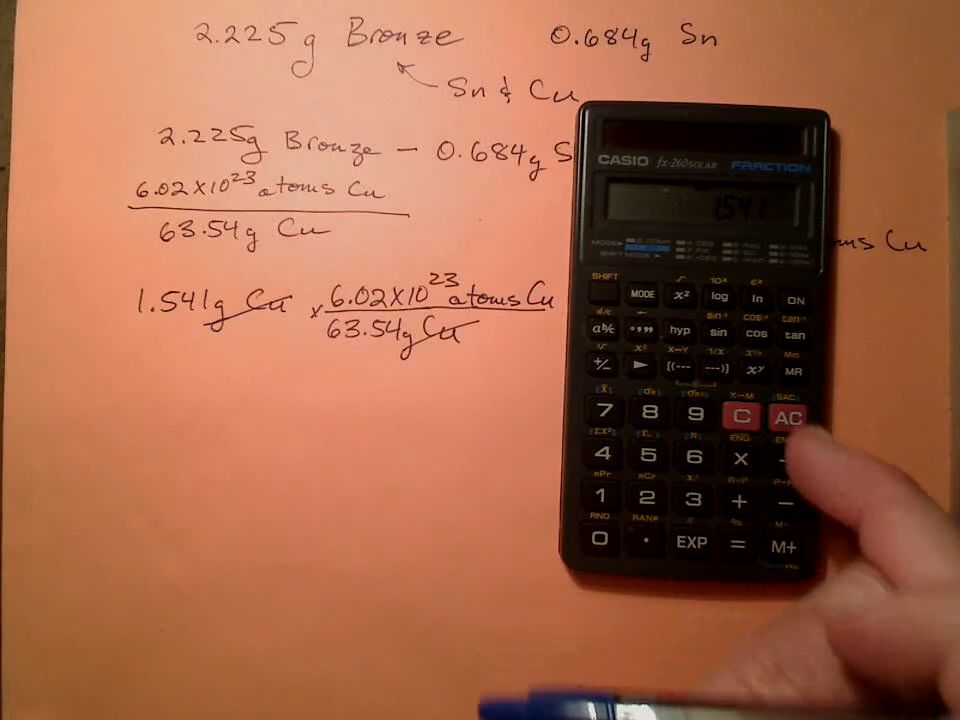 2.225g Bronze 0.684g Sn
Sn & Cu
2.225g Bronze - 0.684g S
6.02X10^23 atoms Cu
63.54g Cu
ms Cu
1.541g Cu x 6.02X10^23 atoms Cu
63.54g Cu
CASIO fx-260SOLAR FRACTION
1541
SHIFT MODE x² log ln ON
a b/c °'" hyp sin cos tan
+/- ► [(--- ---)] xʸ MR
7 8 9 C AC
4 5 6 ×
1 2 3 + −
0 · EXP = M+